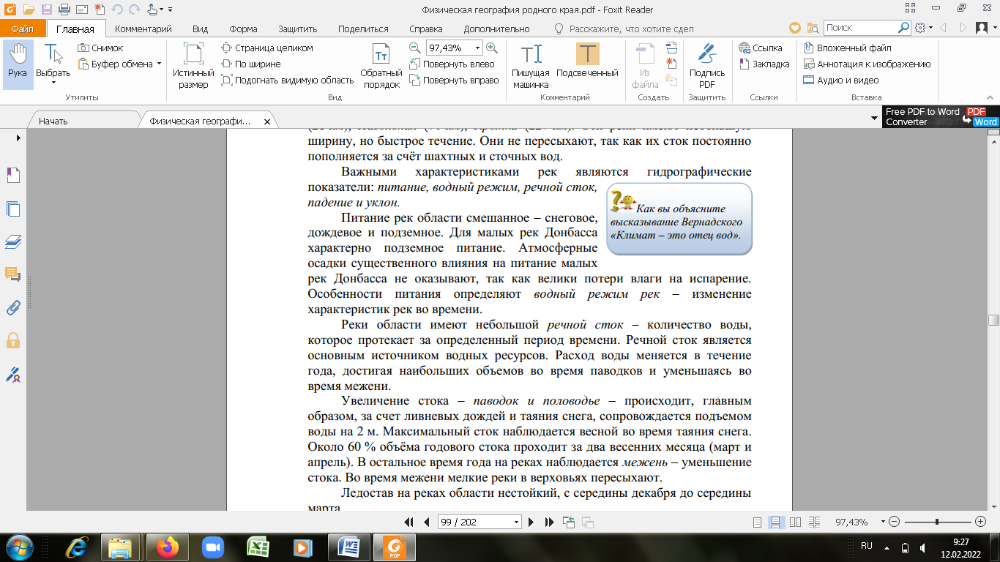 Физическая география родного края.pdf - Foxit Reader
Файл Главная Комментарий Вид Форма Защитить Поделиться Справка Дополнительно Расскажите, что хотите сдел Поиск
Рука
Выбрать
Снимок
Буфер обмена
Утилиты
Истинный размер
Страница целиком
По ширине
Подогнать видимую область
Обратный порядок
97,43%
Повернуть влево
Повернуть вправо
Вид
Пишущая машинка
Подсвеченный
Комментарий
Из файла
Создать
Подпись PDF
Защитить
Ссылка
Закладка
Ссылки
Вложенный файл
Аннотация к изображению
Аудио и видео
Вставка
Начать
Физическая географи...
Free PDF to Word
Converter
PDF
Word
ширину, но быстрое течение. Они не пересыхают, так как их сток постоянно
пополняется за счёт шахтных и сточных вод.
Важными характеристиками рек являются гидрографические
показатели: питание, водный режим, речной сток,
падение и уклон.
Как вы объясните
высказывание Вернадского
«Климат – это отец вод».
Питание рек области смешанное – снеговое,
дождевое и подземное. Для малых рек Донбасса
характерно подземное питание. Атмосферные
осадки существенного влияния на питание малых
рек Донбасса не оказывают, так как велики потери влаги на испарение.
Особенности питания определяют водный режим рек – изменение
характеристик рек во времени.
Реки области имеют небольшой речной сток – количество воды,
которое протекает за определенный период времени. Речной сток является
основным источником водных ресурсов. Расход воды меняется в течение
года, достигая наибольших объемов во время паводков и уменьшаясь во
время межени.
Увеличение стока – паводок и половодье – происходит, главным
образом, за счет ливневых дождей и таяния снега, сопровождается подъемом
воды на 2 м. Максимальный сток наблюдается весной во время таяния снега.
Около 60 % объёма годового стока проходит за два весенних месяца (март и
апрель). В остальное время года на реках наблюдается межень – уменьшение
стока. Во время межени мелкие реки в верховьях пересыхают.
Ледостав на реках области нестойкий, с середины декабря до середины
марта
99 / 202
97,43%
RU
9:27
12.02.2022